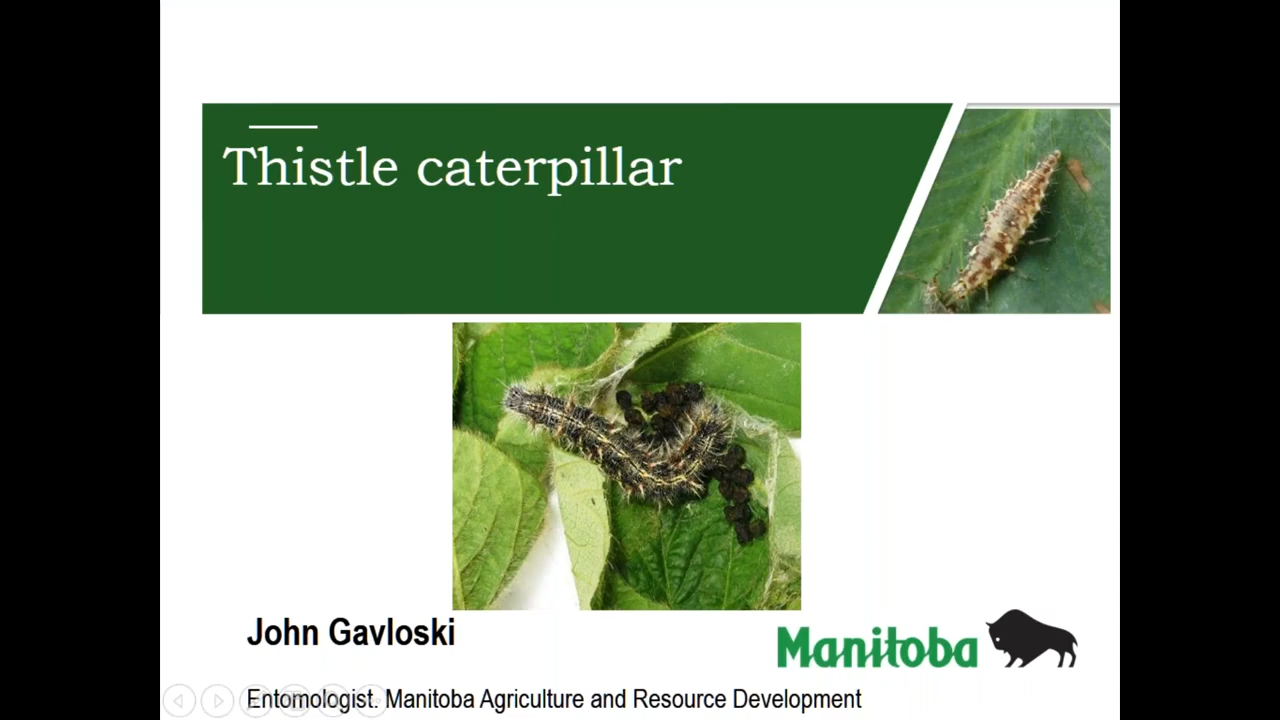 Thistle caterpillar
John Gavloski
Manitoba
Entomologist. Manitoba Agriculture and Resource Development